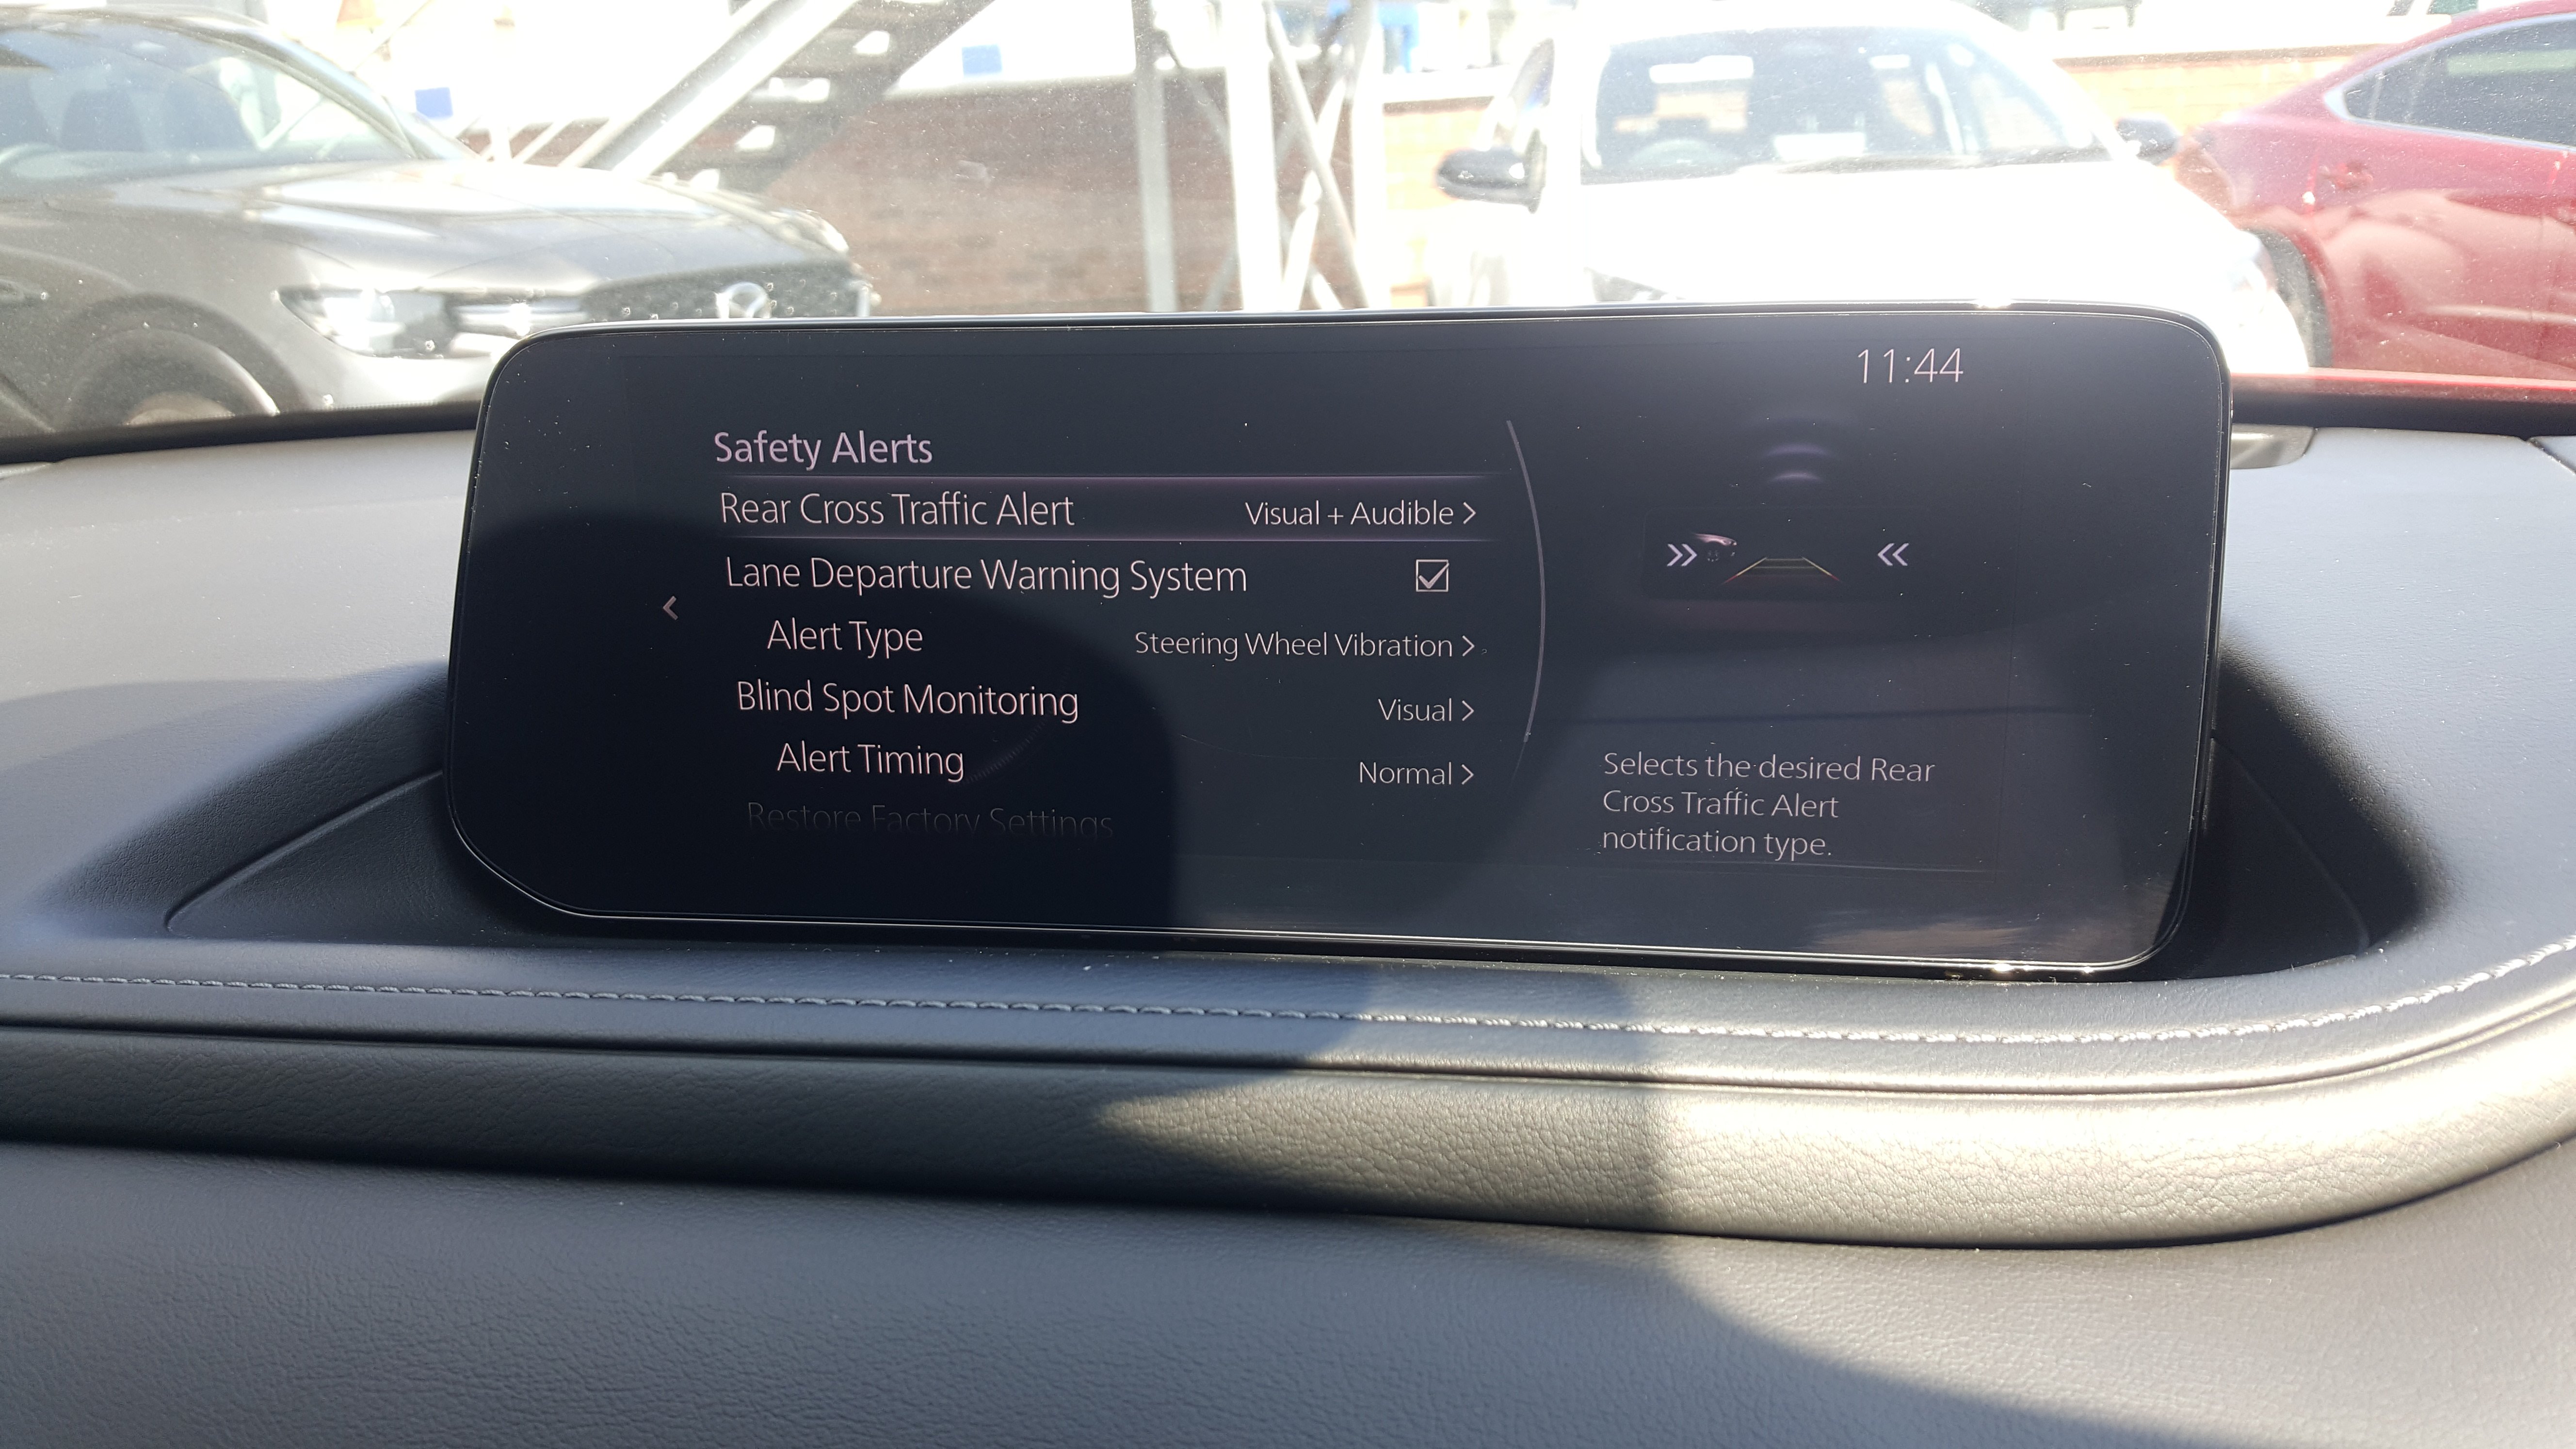 11:44
Safety Alerts
Rear Cross Traffic Alert Visual + Audible >
Lane Departure Warning System
Alert Type Steering Wheel Vibration >
Blind Spot Monitoring Visual >
Alert Timing Normal >
Restore Factory Settings
Selects the desired Rear
Cross Traffic Alert
notification type.